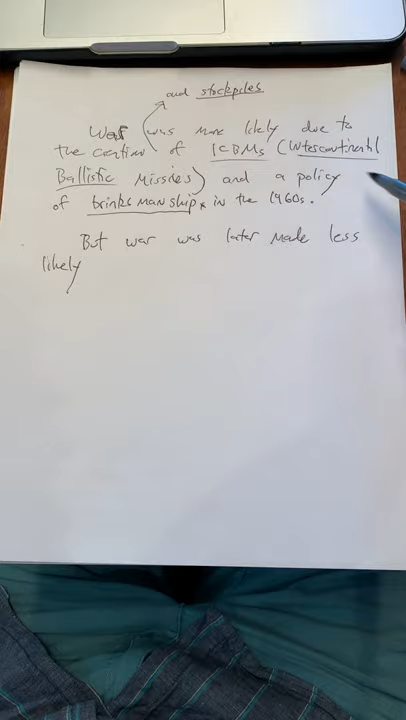 and stockpiles
War was more likely due to
the creation of ICBMs (Intercontinental
Ballistic Missiles) and a policy
of brinksmanship in the 1960s.
But war was later made less
likely